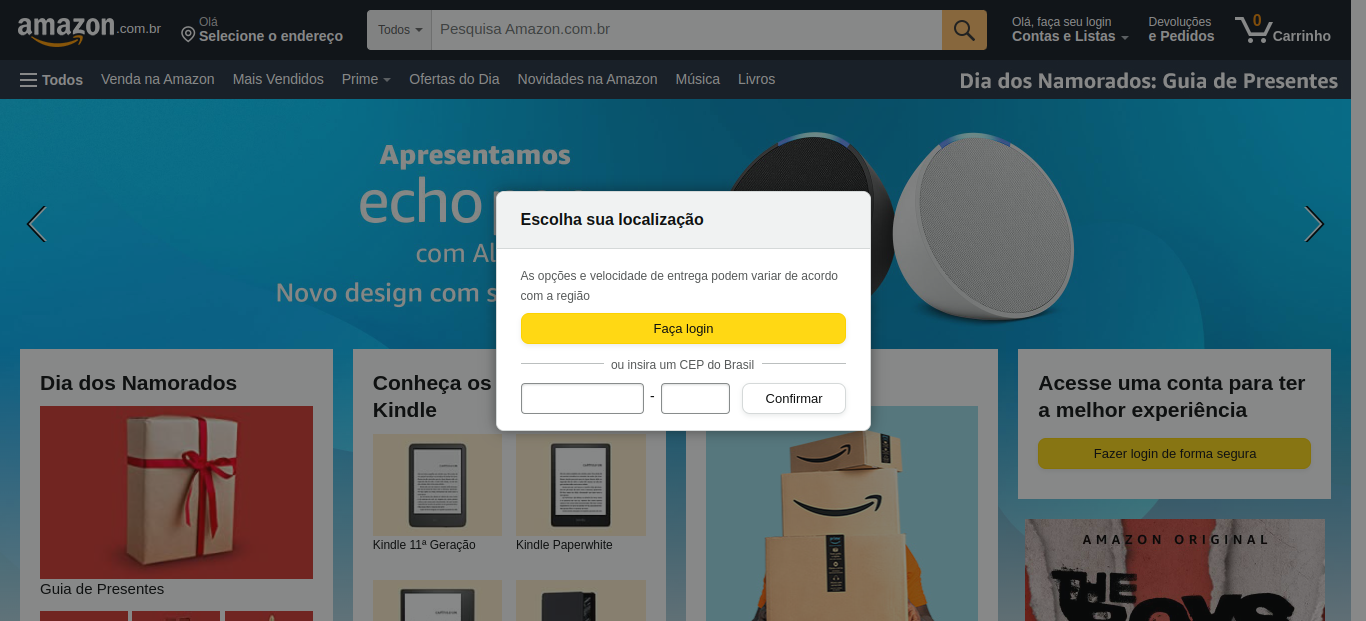 amazon.com.br
Olá
Selecione o endereço
Todos
Pesquisa Amazon.com.br
Olá, faça seu login
Contas e Listas
Devoluções
e Pedidos
0
Carrinho
Todos
Venda na Amazon
Mais Vendidos
Prime
Ofertas do Dia
Novidades na Amazon
Música
Livros
Dia dos Namorados: Guia de Presentes
Apresentamos
echo
com Al
Novo design com s
Escolha sua localização
As opções e velocidade de entrega podem variar de acordo
com a região
Faça login
ou insira um CEP do Brasil
-
Confirmar
Dia dos Namorados
Guia de Presentes
Conheça os
Kindle
Kindle 11ª Geração
Kindle Paperwhite
Acesse uma conta para ter
a melhor experiência
Fazer login de forma segura
AMAZON ORIGINAL
THE
BOYS